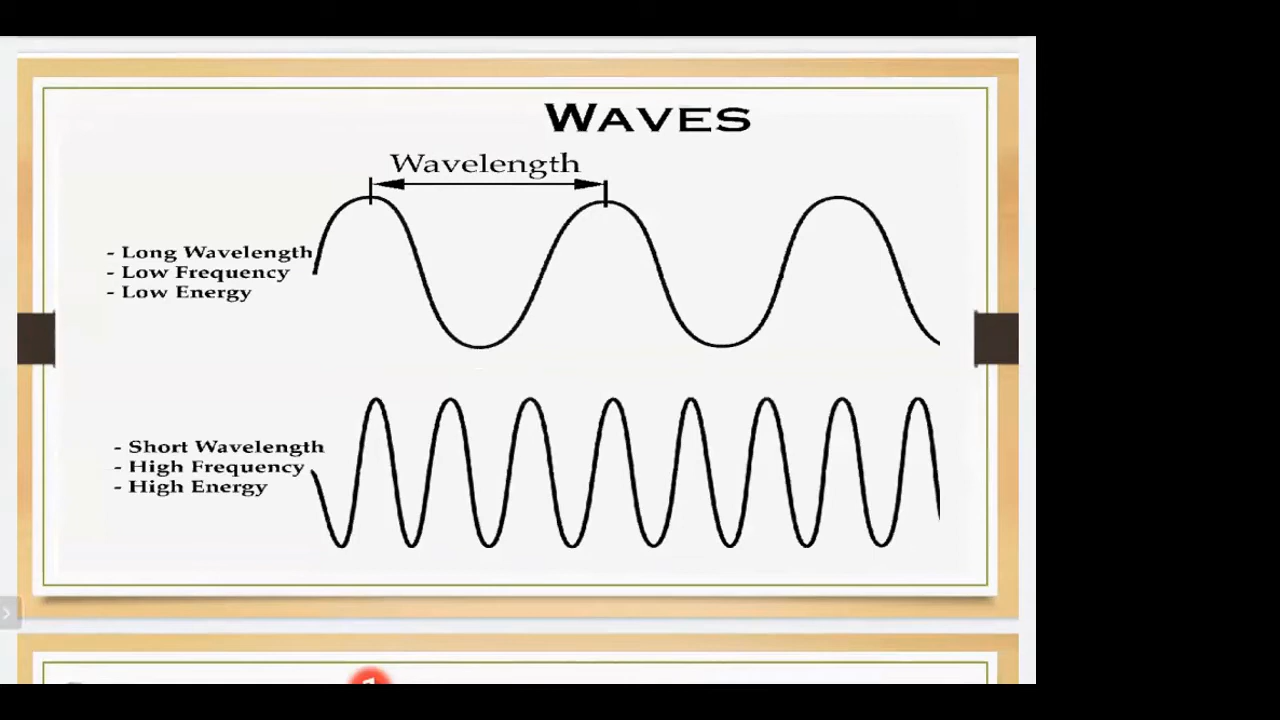 WAVES
Wavelength
- Long Wavelength
- Low Frequency
- Low Energy
- Short Wavelength
- High Frequency
- High Energy